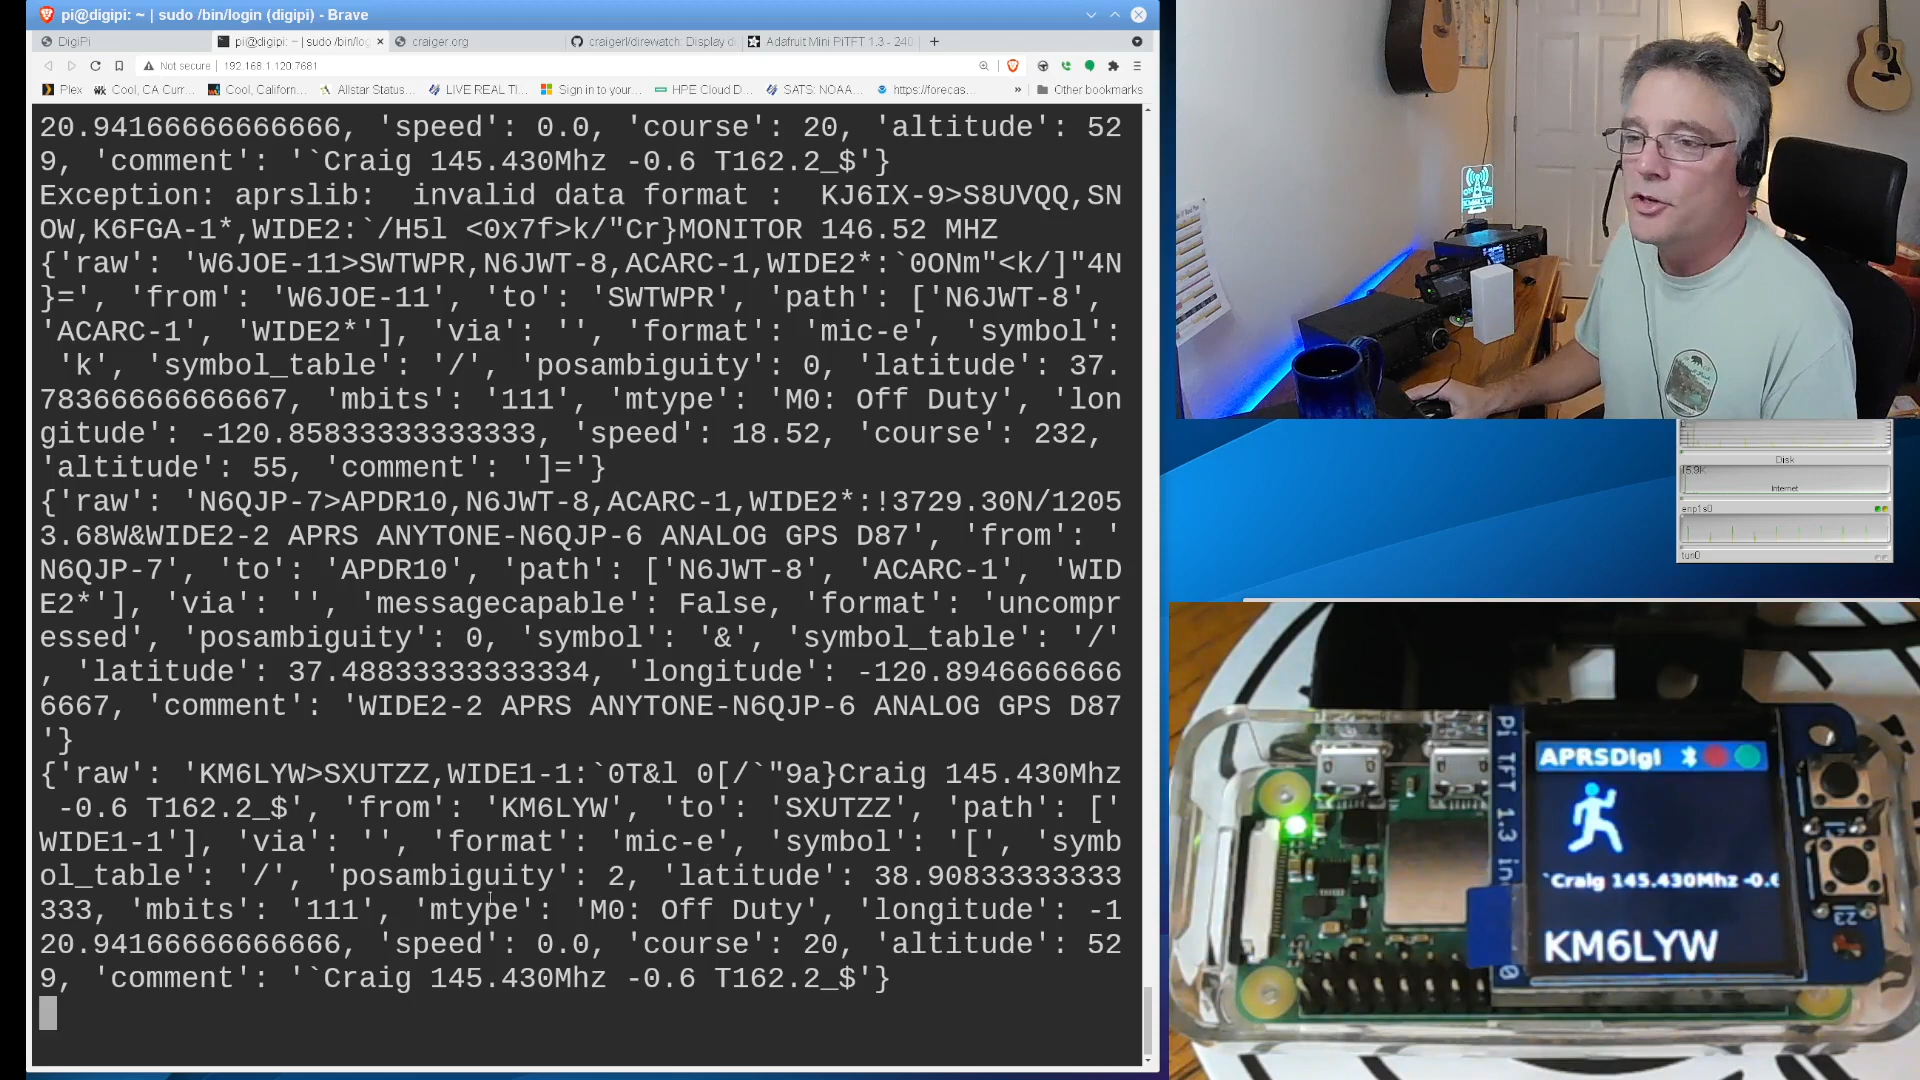 pi@digipi: ~ | sudo /bin/login (digipi) - Brave
DigiPi
pi@digipi: ~ | sudo /bin/log
craiger.org
craigerl/direwatch: Display d
Adafruit Mini PiTFT 1.3 - 240
Not secure | 192.168.1.120:7681
Plex
Cool, CA Curr...
Cool, Californ...
Allstar Status...
LIVE REAL TI...
Sign in to your...
HPE Cloud D...
SATS: NOAA...
https://forecas...
»
Other bookmarks
20.94166666666666, 'speed': 0.0, 'course': 20, 'altitude': 52
9, 'comment': '`Craig 145.430Mhz -0.6 T162.2_$'}
Exception: aprslib:  invalid data format :  KJ6IX-9>S8UVQQ,SN
OW,K6FGA-1*,WIDE2:`/H5l <0x7f>k/"Cr}MONITOR 146.52 MHZ
{'raw': 'W6JOE-11>SWTWPR,N6JWT-8,ACARC-1,WIDE2*:`0ONm"<k/]"4N
}=', 'from': 'W6JOE-11', 'to': 'SWTWPR', 'path': ['N6JWT-8',
'ACARC-1', 'WIDE2*'], 'via': '', 'format': 'mic-e', 'symbol':
'k', 'symbol_table': '/', 'posambiguity': 0, 'latitude': 37.
78366666666667, 'mbits': '111', 'mtype': 'M0: Off Duty', 'lon
gitude': -120.85833333333333, 'speed': 18.52, 'course': 232,
'altitude': 55, 'comment': ']='}
{'raw': 'N6QJP-7>APDR10,N6JWT-8,ACARC-1,WIDE2*:!3729.30N/1205
3.68W&WIDE2-2 APRS ANYTONE-N6QJP-6 ANALOG GPS D87', 'from': '
N6QJP-7', 'to': 'APDR10', 'path': ['N6JWT-8', 'ACARC-1', 'WID
E2*'], 'via': '', 'messagecapable': False, 'format': 'uncompr
essed', 'posambiguity': 0, 'symbol': '&', 'symbol_table': '/'
, 'latitude': 37.48833333333334, 'longitude': -120.8946666666
6667, 'comment': 'WIDE2-2 APRS ANYTONE-N6QJP-6 ANALOG GPS D87
'}
{'raw': 'KM6LYW>SXUTZZ,WIDE1-1:`0T&l 0[/`"9a}Craig 145.430Mhz
-0.6 T162.2_$', 'from': 'KM6LYW', 'to': 'SXUTZZ', 'path': ['
WIDE1-1'], 'via': '', 'format': 'mic-e', 'symbol': '[', 'symb
ol_table': '/', 'posambiguity': 2, 'latitude': 38.90833333333
333, 'mbits': '111', 'mtype': 'M0: Off Duty', 'longitude': -1
20.94166666666666, 'speed': 0.0, 'course': 20, 'altitude': 52
9, 'comment': '`Craig 145.430Mhz -0.6 T162.2_$'}
KM6LYW
Disk
15.9K
Internet
enp1s0
tun0
Pi TFT 1.3
APRSDigi
`Craig 145.430Mhz -0.6
KM6LYW
23